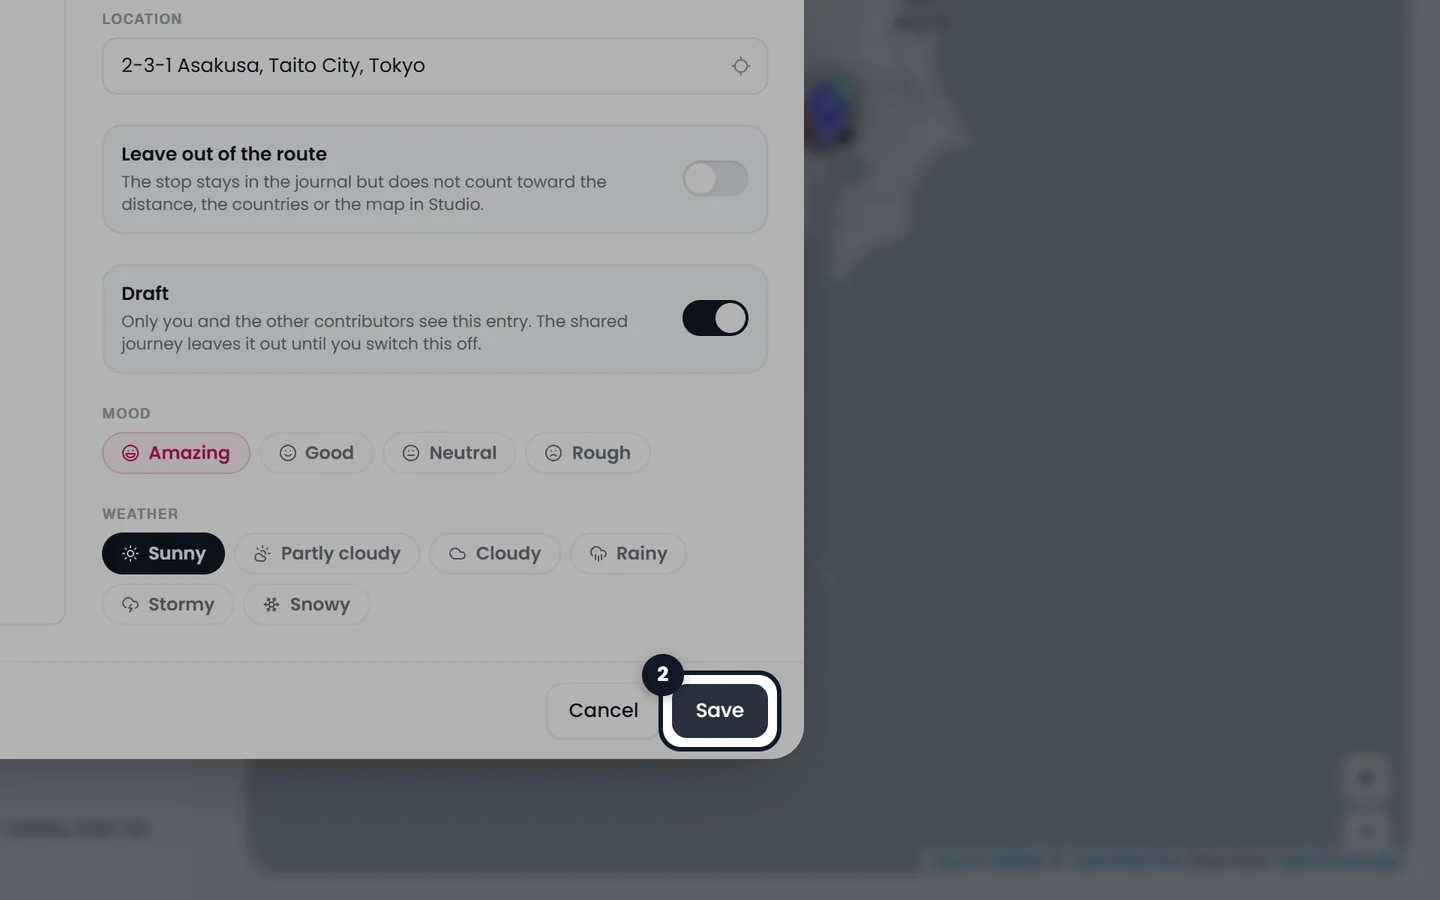 LOCATION
2-3-1 Asakusa, Taito City, Tokyo
Leave out of the route
The stop stays in the journal but does not count toward the
distance, the countries or the map in Studio.
Draft
Only you and the other contributors see this entry. The shared
journey leaves it out until you switch this off.
MOOD
Amazing
Good
Neutral
Rough
WEATHER
Sunny
Partly cloudy
Cloudy
Rainy
Stormy
Snowy
2
Cancel
Save